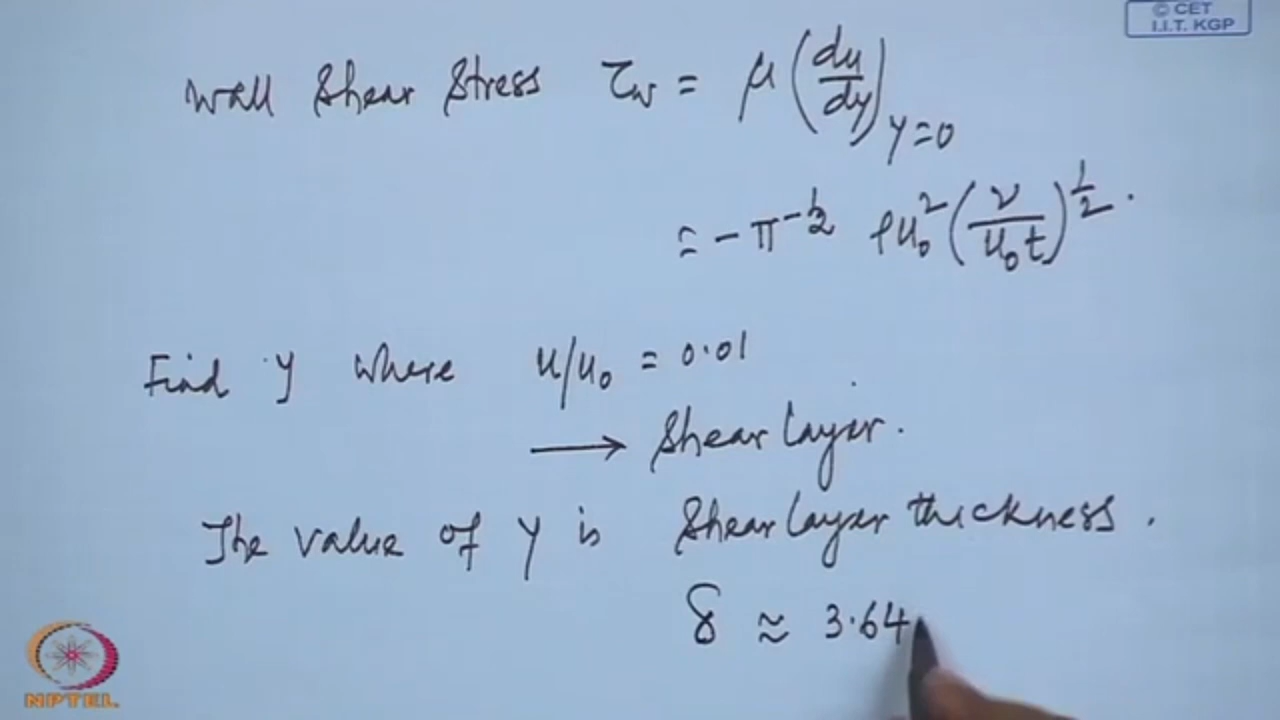 © CET
I.I.T. KGP
Wall Shear Stress τw = μ (du/dy)y=0
= - π^-1/2 ρu₀² (ν/u₀t)^1/2.
Find y where u/u₀ = 0.01
→ Shear layer.
The value of y is Shear layer thickness.
δ ≈ 3.64
NPTEL